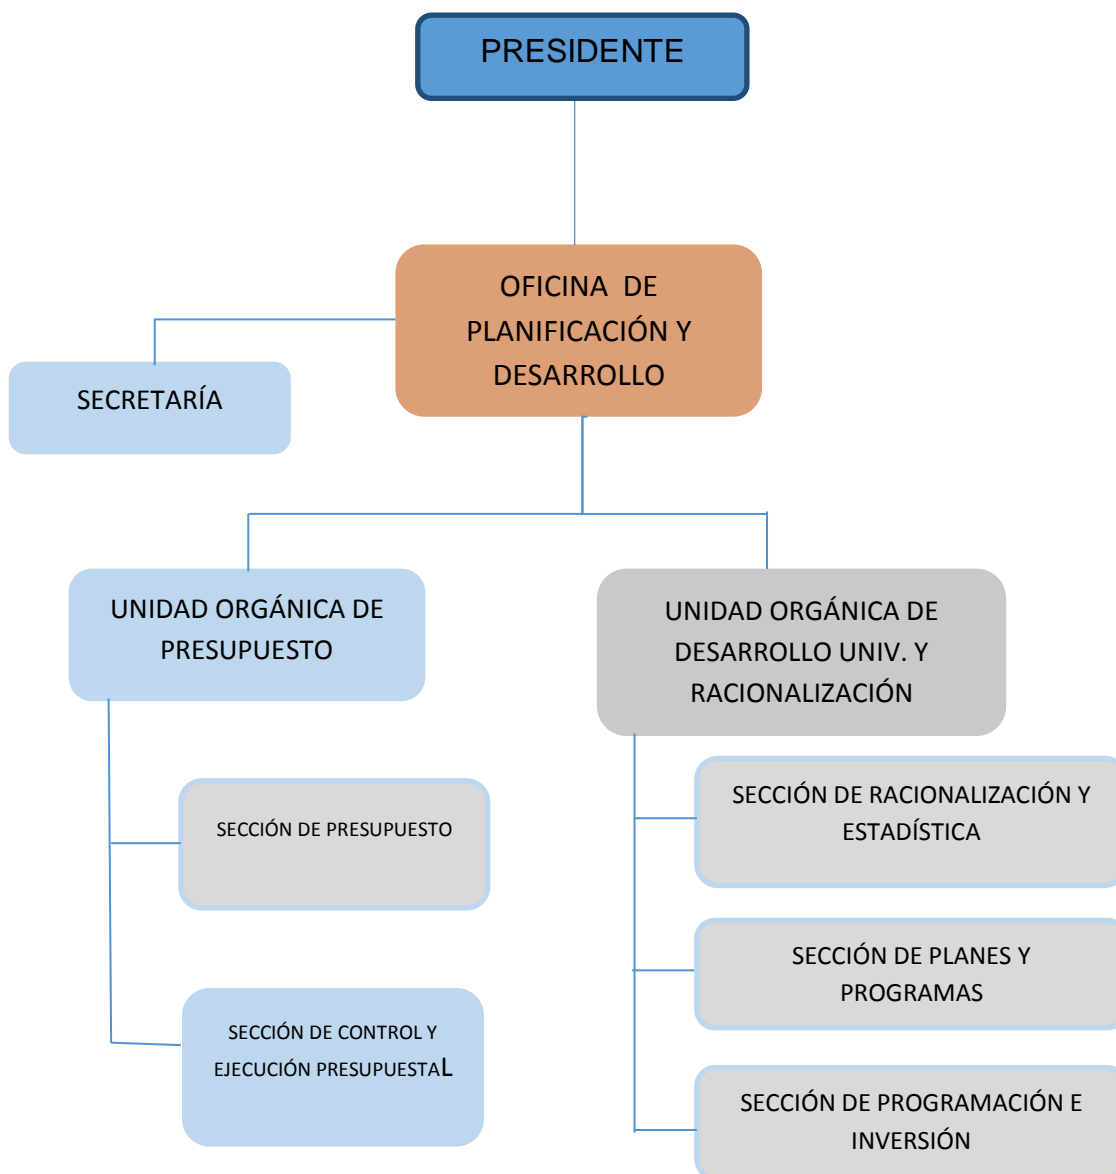 PRESIDENTE
OFICINA DE
PLANIFICACIÓN Y
DESARROLLO
SECRETARÍA
UNIDAD ORGÁNICA DE
PRESUPUESTO
UNIDAD ORGÁNICA DE
DESARROLLO UNIV. Y
RACIONALIZACIÓN
SECCIÓN DE PRESUPUESTO
SECCIÓN DE CONTROL Y
EJECUCIÓN PRESUPUESTAL
SECCIÓN DE RACIONALIZACIÓN Y
ESTADÍSTICA
SECCIÓN DE PLANES Y
PROGRAMAS
SECCIÓN DE PROGRAMACIÓN E
INVERSIÓN